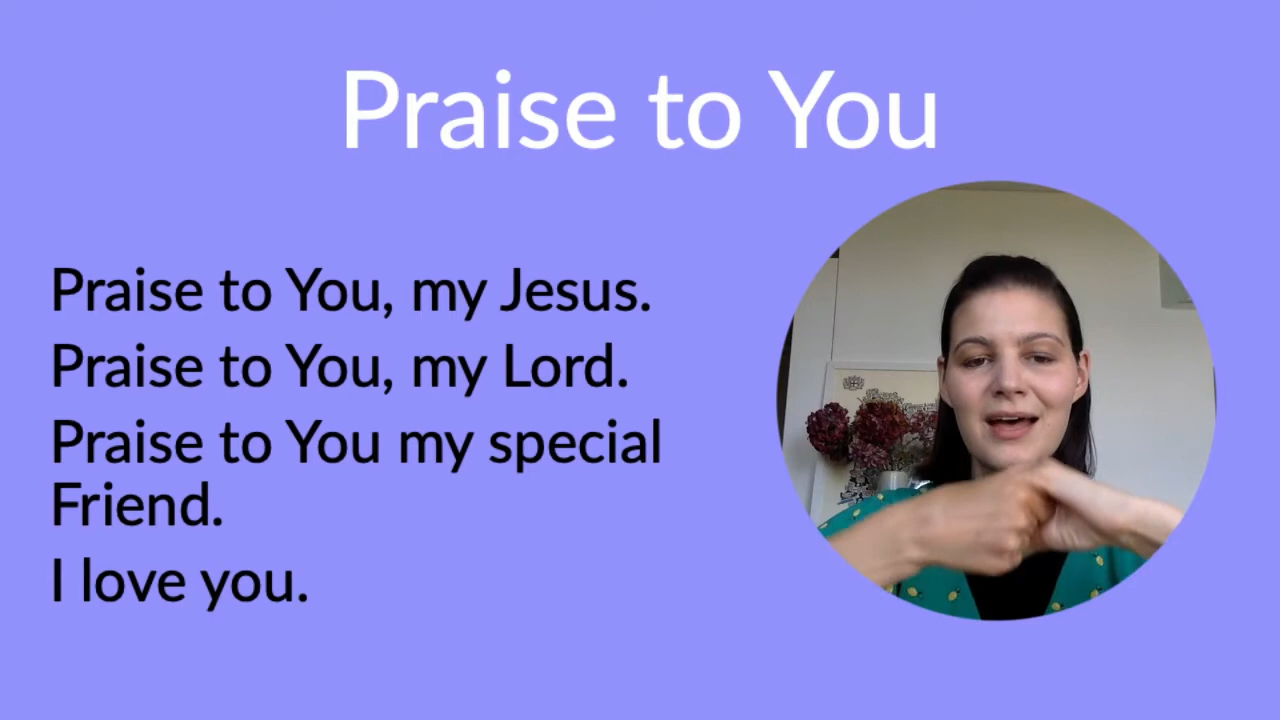 Praise to You
Praise to You, my Jesus.
Praise to You, my Lord.
Praise to You my special
Friend.
I love you.